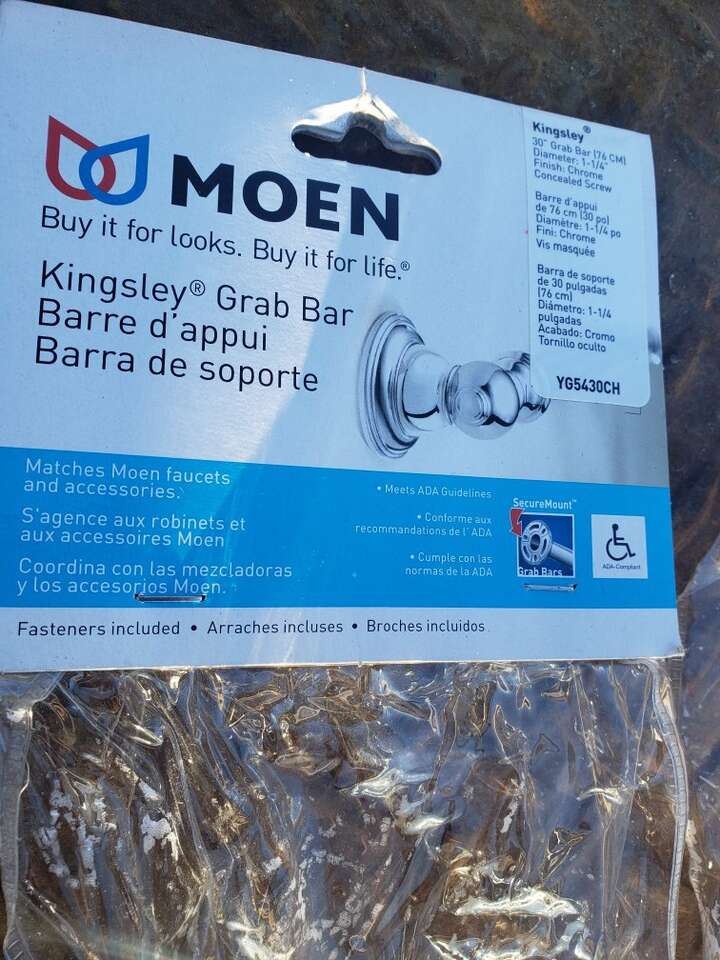 MOEN
Buy it for looks. Buy it for life.®
Kingsley® Grab Bar
Barre d'appui
Barra de soporte
Kingsley®
30" Grab Bar (76 CM)
Diameter: 1-1/4"
Finish: Chrome
Concealed Screw
Barre d'appui
de 76 cm (30 po)
Diamètre: 1-1/4 po
Fini: Chrome
Vis masquée
Barra de soporte
de 30 pulgadas
(76 cm)
Diámetro: 1-1/4
pulgadas
Acabado: Cromo
Tornillo oculto
YG5430CH
Matches Moen faucets
and accessories.
S'agence aux robinets et
aux accessoires Moen
Coordina con las mezcladoras
y los accesorios Moen.
• Meets ADA Guidelines
• Conforme aux
recommandations de l'ADA
• Cumple con las
normas de la ADA
SecureMount™
Grab Bars
ADA-Compliant
Fasteners included • Arraches incluses • Broches incluidos